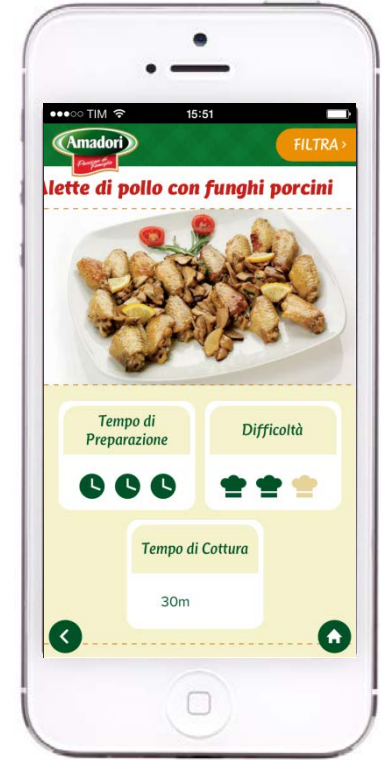 TIM 15:51
Amadori
FILTRA >
Alette di pollo con funghi porcini
Tempo di
Preparazione
Difficoltà
Tempo di Cottura
30m